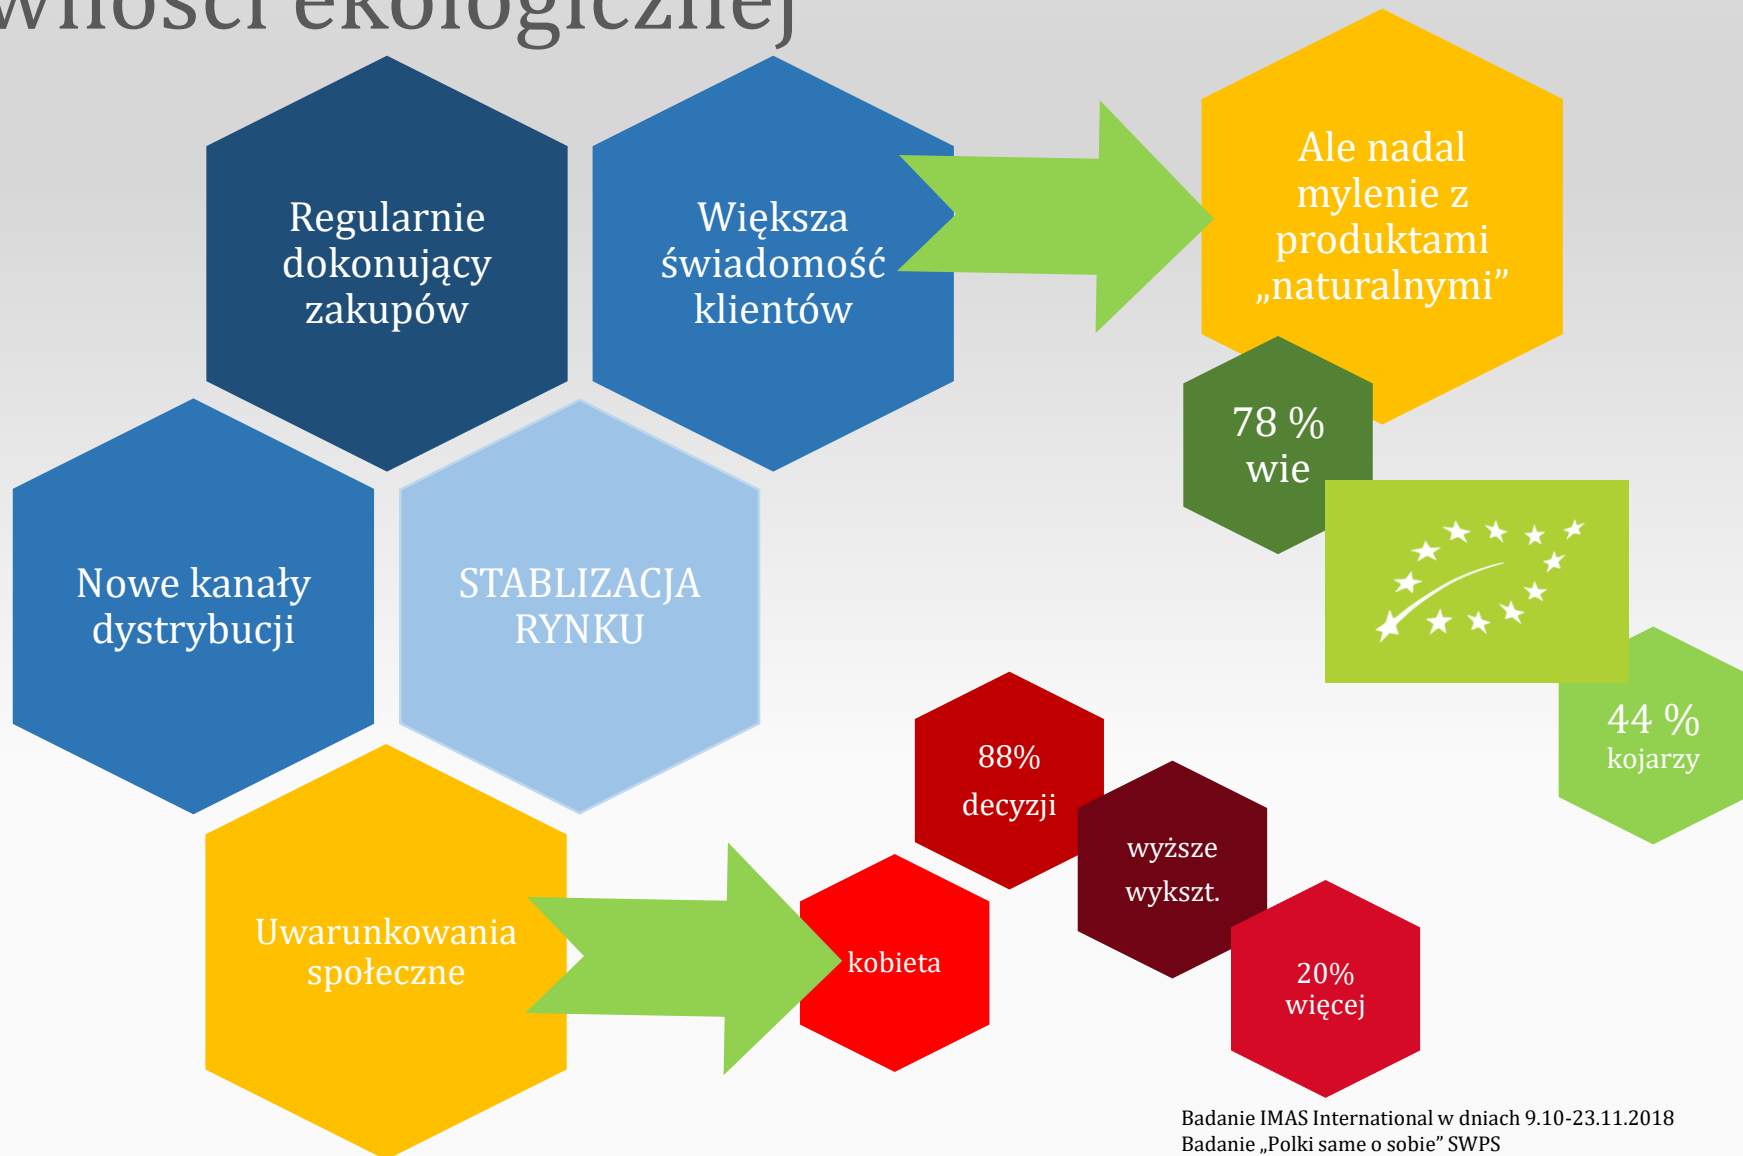 wności ekologicznej
Regularnie
dokonujący
zakupów
Większa
świadomość
klientów
Ale nadal
mylenie z
produktami
„naturalnymi”
78 %
wie
Nowe kanały
dystrybucji
STABLIZACJA
RYNKU
44 %
kojarzy
88%
decyzji
wyższe
wykszt.
Uwarunkowania
społeczne
kobieta
20%
więcej
Badanie IMAS International w dniach 9.10-23.11.2018
Badanie „Polki same o sobie” SWPS